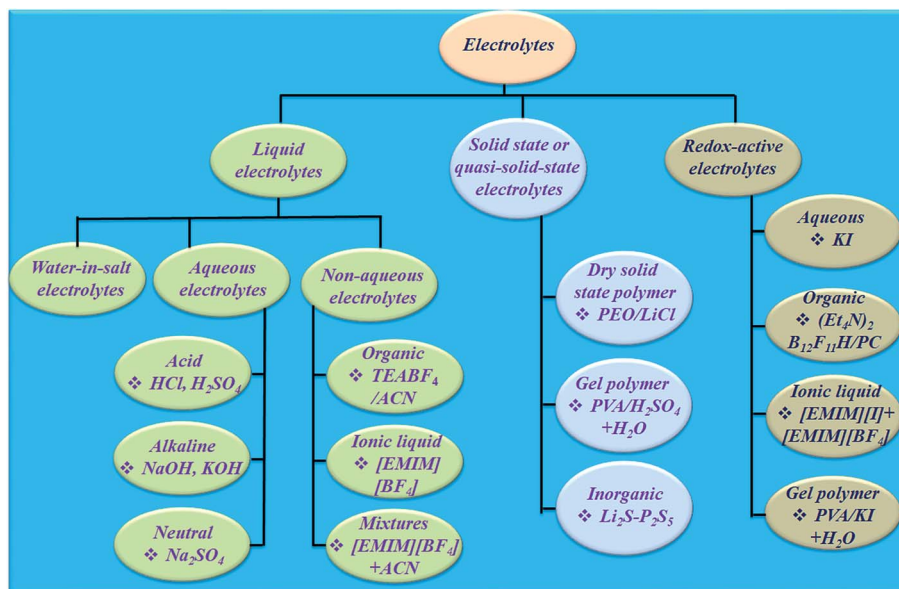 Electrolytes
Liquid
electrolytes
Solid state or
quasi-solid-state
electrolytes
Redox-active
electrolytes
Water-in-salt
electrolytes
Aqueous
electrolytes
Non-aqueous
electrolytes
Acid
❖ HCl, H₂SO₄
Alkaline
❖ NaOH, KOH
Neutral
❖ Na₂SO₄
Organic
❖ TEABF₄
/ACN
Ionic liquid
❖ [EMIM]
[BF₄]
Mixtures
❖ [EMIM][BF₄]
+ACN
Dry solid
state polymer
❖ PEO/LiCl
Gel polymer
❖ PVA/H₂SO₄
+H₂O
Inorganic
❖ Li₂S-P₂S₅
Aqueous
❖ KI
Organic
❖ (Et₄N)₂
B₁₂F₁₁H/PC
Ionic liquid
❖ [EMIM][I]+
[EMIM][BF₄]
Gel polymer
❖ PVA/KI
+H₂O